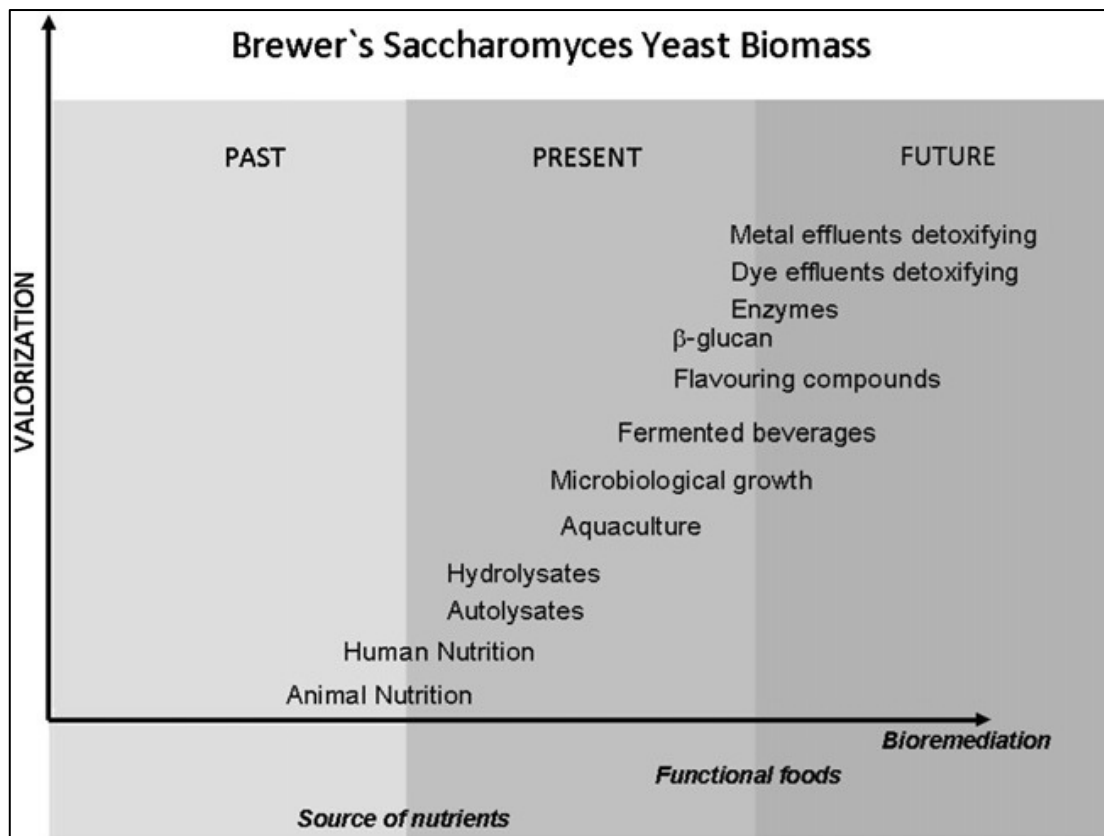 Brewer`s Saccharomyces Yeast Biomass
PAST
PRESENT
FUTURE
VALORIZATION
Metal effluents detoxifying
Dye effluents detoxifying
Enzymes
β-glucan
Flavouring compounds
Fermented beverages
Microbiological growth
Aquaculture
Hydrolysates
Autolysates
Human Nutrition
Animal Nutrition
Bioremediation
Functional foods
Source of nutrients